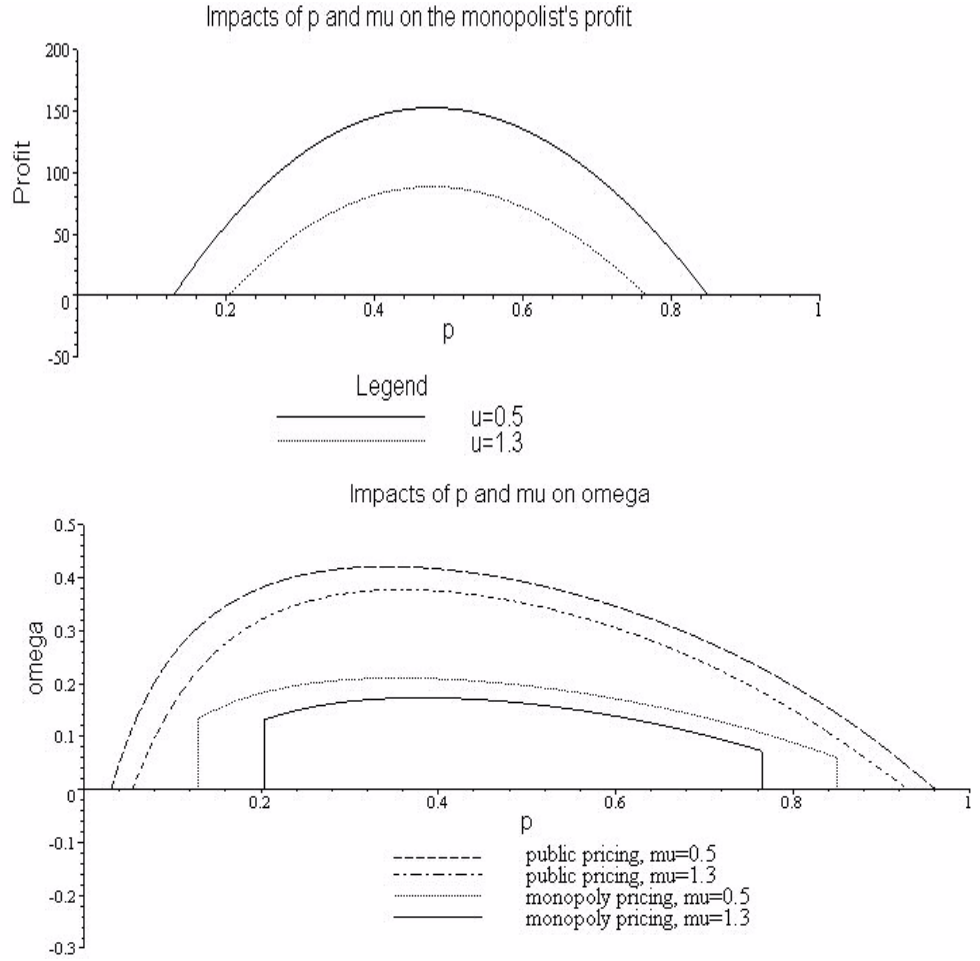 Impacts of p and mu on the monopolist's profit
200
150
100
50
0
-50
Profit
0.2
0.4
0.6
0.8
1
p
Legend
u=0.5
u=1.3
Impacts of p and mu on omega
0.5
0.4
0.3
0.2
0.1
0
-0.1
-0.2
-0.3
omega
0.2
0.4
0.6
0.8
1
p
public pricing, mu=0.5
public pricing, mu=1.3
monopoly pricing, mu=0.5
monopoly pricing, mu=1.3